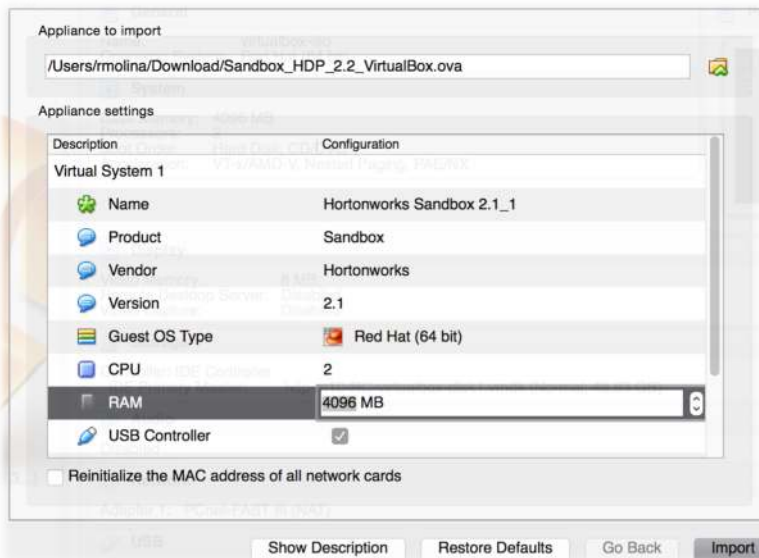 Appliance to import
/Users/rmolina/Download/Sandbox_HDP_2.2_VirtualBox.ova
Appliance settings
Description Configuration
Virtual System 1
Name Hortonworks Sandbox 2.1_1
Product Sandbox
Vendor Hortonworks
Version 2.1
Guest OS Type Red Hat (64 bit)
CPU 2
RAM 4096 MB
USB Controller
Reinitialize the MAC address of all network cards
Show Description Restore Defaults Go Back Import